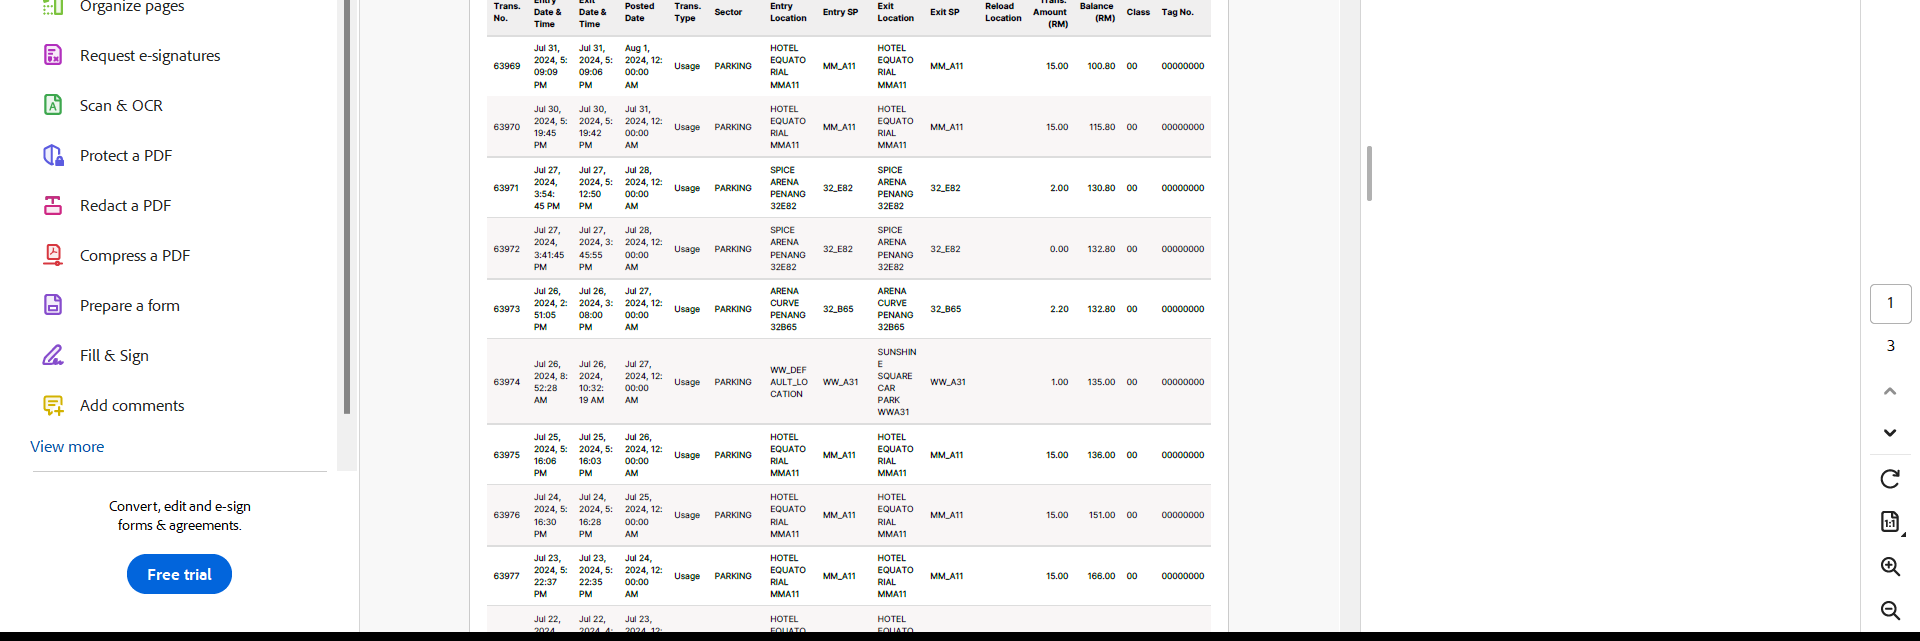 Organize pages
Request e-signatures
Scan & OCR
Protect a PDF
Redact a PDF
Compress a PDF
Prepare a form
Fill & Sign
Add comments
View more
Convert, edit and e-sign
forms & agreements.
Free trial
Trans. No. Entry Date & Time Exit Date & Time Posted Date Trans. Type Sector Entry Location Entry SP Exit Location Exit SP Reload Location Trans. Amount (RM) Balance (RM) Class Tag No.
63969 Jul 31, 2024, 5:09:09 PM Jul 31, 2024, 5:09:06 PM Aug 1, 2024, 12:00:00 AM Usage PARKING HOTEL EQUATORIAL MMA11 MM_A11 HOTEL EQUATORIAL MMA11 MM_A11 15.00 100.80 00 00000000
63970 Jul 30, 2024, 5:19:45 PM Jul 30, 2024, 5:19:42 PM Jul 31, 2024, 12:00:00 AM Usage PARKING HOTEL EQUATORIAL MMA11 MM_A11 HOTEL EQUATORIAL MMA11 MM_A11 15.00 115.80 00 00000000
63971 Jul 27, 2024, 3:54:45 PM Jul 27, 2024, 5:12:50 PM Jul 28, 2024, 12:00:00 AM Usage PARKING SPICE ARENA PENANG 32E82 32_E82 SPICE ARENA PENANG 32E82 32_E82 2.00 130.80 00 00000000
63972 Jul 27, 2024, 3:41:45 PM Jul 27, 2024, 3:45:55 PM Jul 28, 2024, 12:00:00 AM Usage PARKING SPICE ARENA PENANG 32E82 32_E82 SPICE ARENA PENANG 32E82 32_E82 0.00 132.80 00 00000000
63973 Jul 26, 2024, 2:51:05 PM Jul 26, 2024, 3:08:00 PM Jul 27, 2024, 12:00:00 AM Usage PARKING ARENA CURVE PENANG 32B65 32_B65 ARENA CURVE PENANG 32B65 32_B65 2.20 132.80 00 00000000
63974 Jul 26, 2024, 8:52:28 AM Jul 26, 2024, 10:32:19 AM Jul 27, 2024, 12:00:00 AM Usage PARKING WW_DEFAULT_LOCATION WW_A31 SUNSHINE SQUARE CAR PARK WWA31 WW_A31 1.00 135.00 00 00000000
63975 Jul 25, 2024, 5:16:06 PM Jul 25, 2024, 5:16:03 PM Jul 26, 2024, 12:00:00 AM Usage PARKING HOTEL EQUATORIAL MMA11 MM_A11 HOTEL EQUATORIAL MMA11 MM_A11 15.00 136.00 00 00000000
63976 Jul 24, 2024, 5:16:30 PM Jul 24, 2024, 5:16:28 PM Jul 25, 2024, 12:00:00 AM Usage PARKING HOTEL EQUATORIAL MMA11 MM_A11 HOTEL EQUATORIAL MMA11 MM_A11 15.00 151.00 00 00000000
63977 Jul 23, 2024, 5:22:37 PM Jul 23, 2024, 5:22:35 PM Jul 24, 2024, 12:00:00 AM Usage PARKING HOTEL EQUATORIAL MMA11 MM_A11 HOTEL EQUATORIAL MMA11 MM_A11 15.00 166.00 00 00000000
Jul 22, 2024 Jul 22, 2024, 4: Jul 23, 2024, 12: HOTEL EQUATO HOTEL EQUATO
1
3
1:1